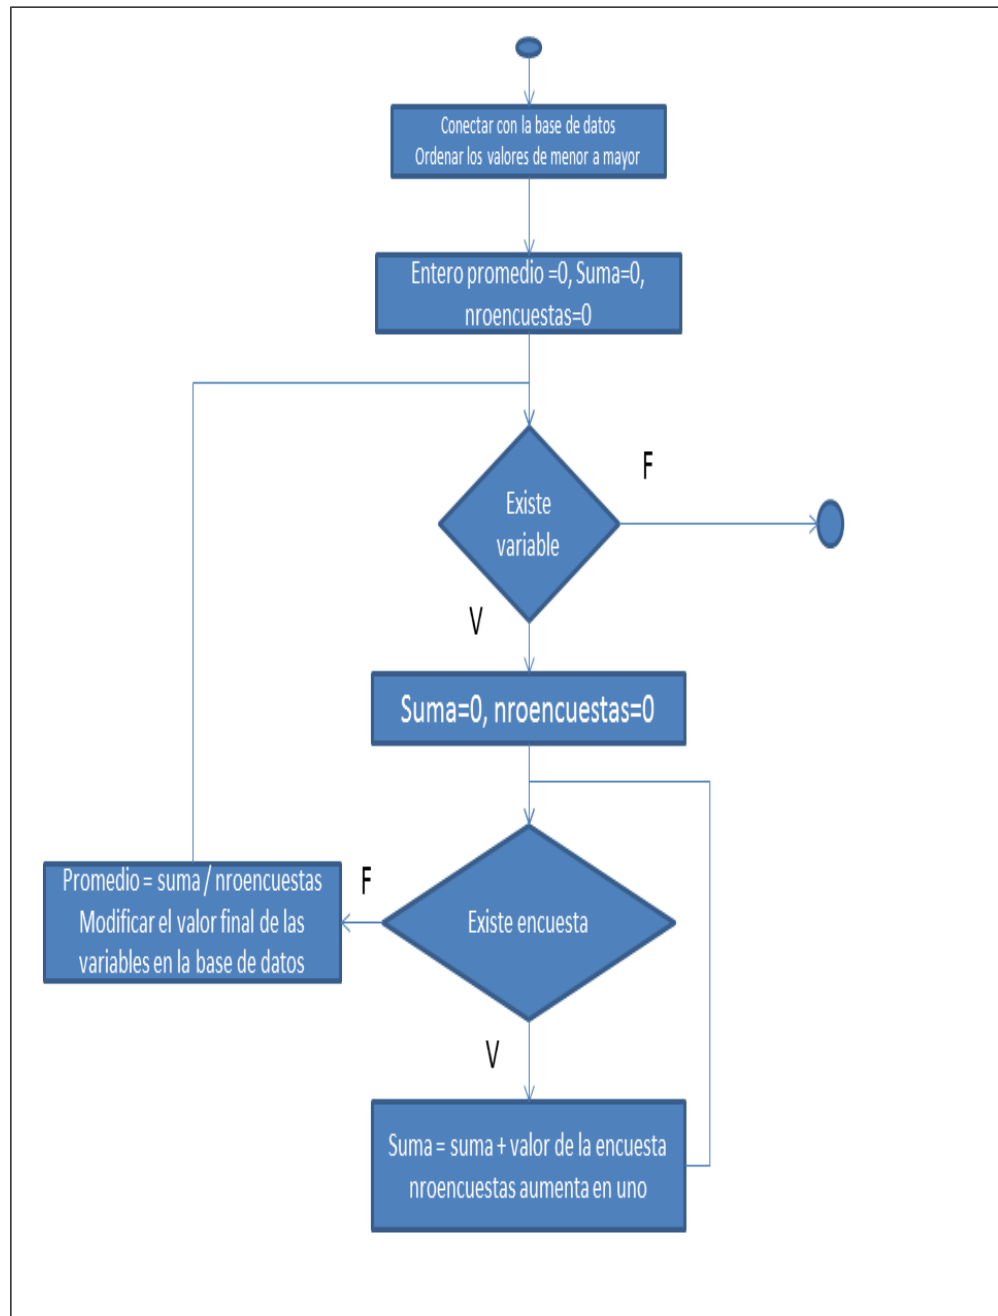 Conectar con la base de datos
Ordenar los valores de menor a mayor
Entero promedio =0, Suma=0,
nroencuestas=0
Existe
variable
F
V
Suma=0, nroencuestas=0
Existe encuesta
F
Promedio = suma / nroencuestas
Modificar el valor final de las
variables en la base de datos
V
Suma = suma + valor de la encuesta
nroencuestas aumenta en uno